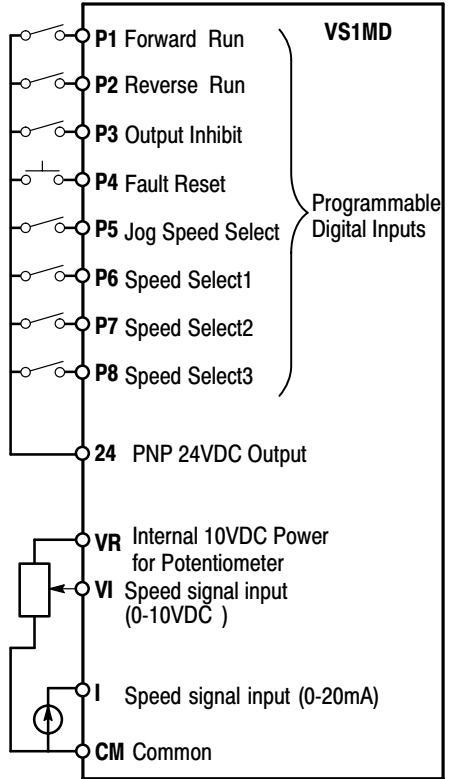 VS1MD
P1 Forward Run
P2 Reverse Run
P3 Output Inhibit
P4 Fault Reset
P5 Jog Speed Select
P6 Speed Select1
P7 Speed Select2
P8 Speed Select3
Programmable
Digital Inputs
24 PNP 24VDC Output
VR Internal 10VDC Power
for Potentiometer
VI Speed signal input
(0-10VDC )
I Speed signal input (0-20mA)
CM Common